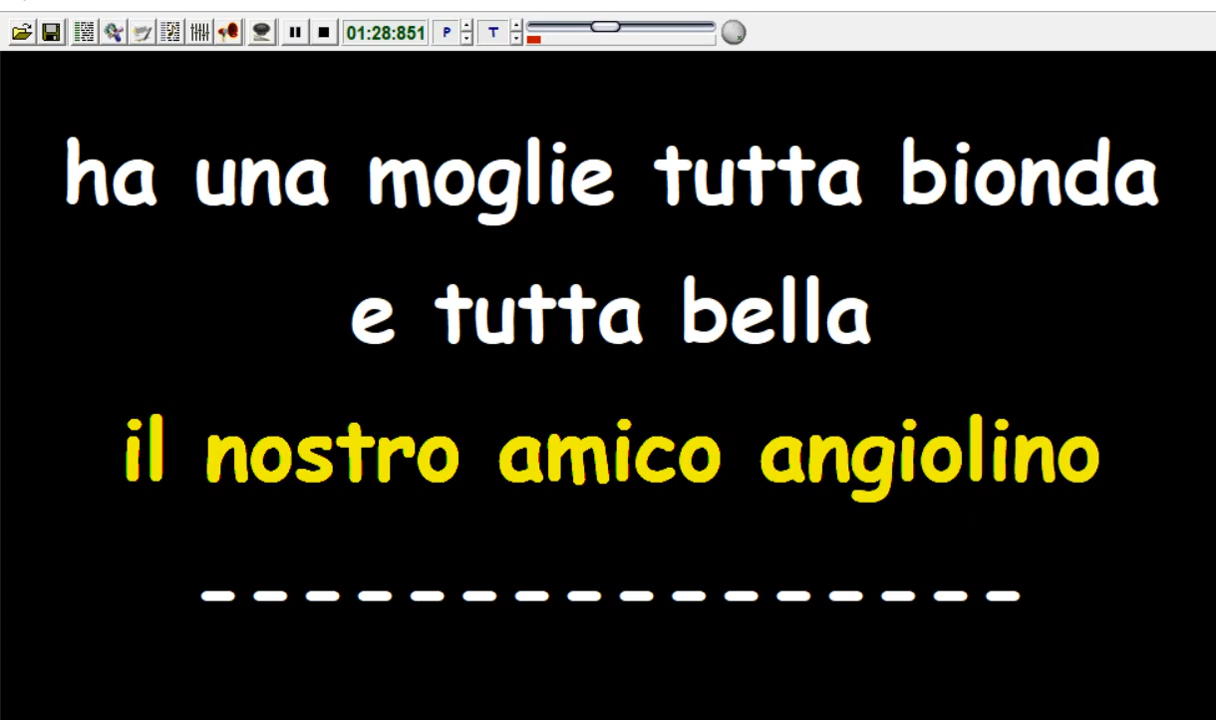 01:28:851 P T
ha una moglie tutta bionda
e tutta bella
il nostro amico angiolino
- - - - - - - - - - - - - - - -